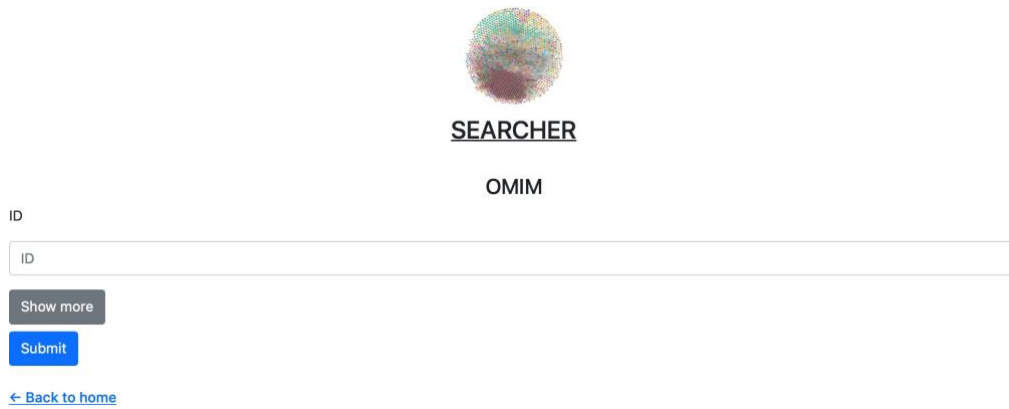 SEARCHER
OMIM
ID
ID
Show more
Submit
← Back to home